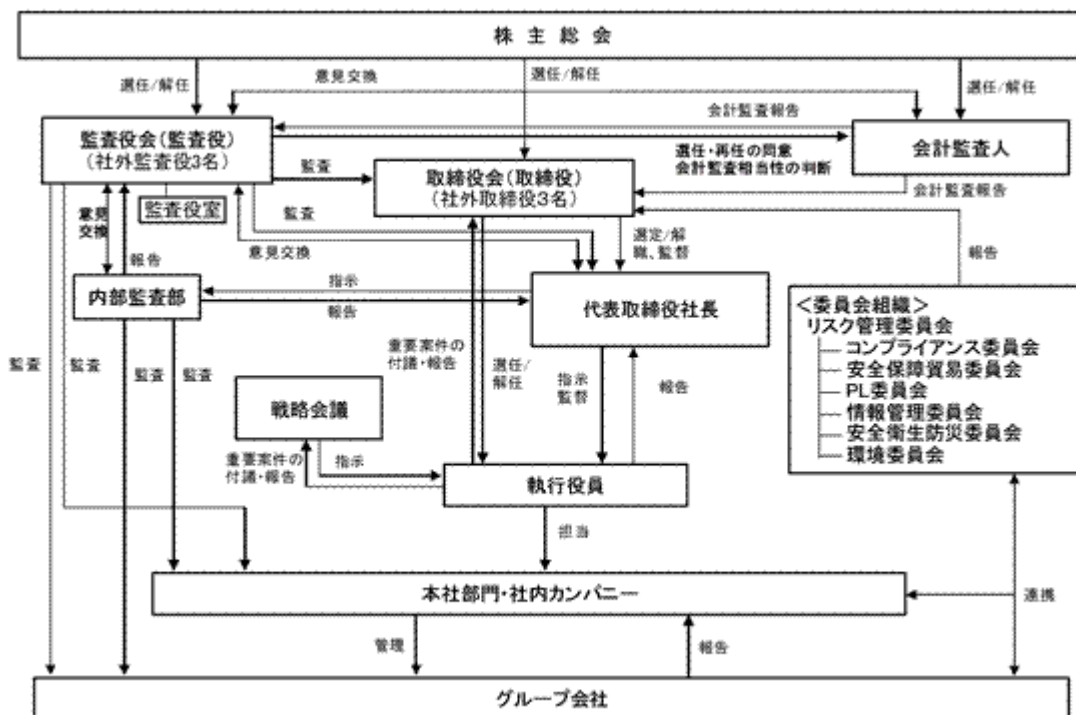 株主総会
選任/解任
意見交換
選任/解任
選任/解任
会計監査報告
監査役会(監査役)
(社外監査役3名)
会計監査人
選任・再任の同意
会計監査相当性の判断
監査
取締役会(取締役)
(社外取締役3名)
会計監査報告
監査役室
意見
交換
報告
監査
意見交換
選定/解
職、監督
報告
内部監査部
指示
報告
代表取締役社長
<委員会組織>
リスク管理委員会
コンプライアンス委員会
安全保障貿易委員会
PL委員会
情報管理委員会
安全衛生防災委員会
環境委員会
監査
監査
監査
監査
重要案件の
付議・報告
選任/
解任
指示
監督
報告
戦略会議
重要案件の
付議・報告
指示
執行役員
担当
本社部門・社内カンパニー
連携
管理
報告
グループ会社